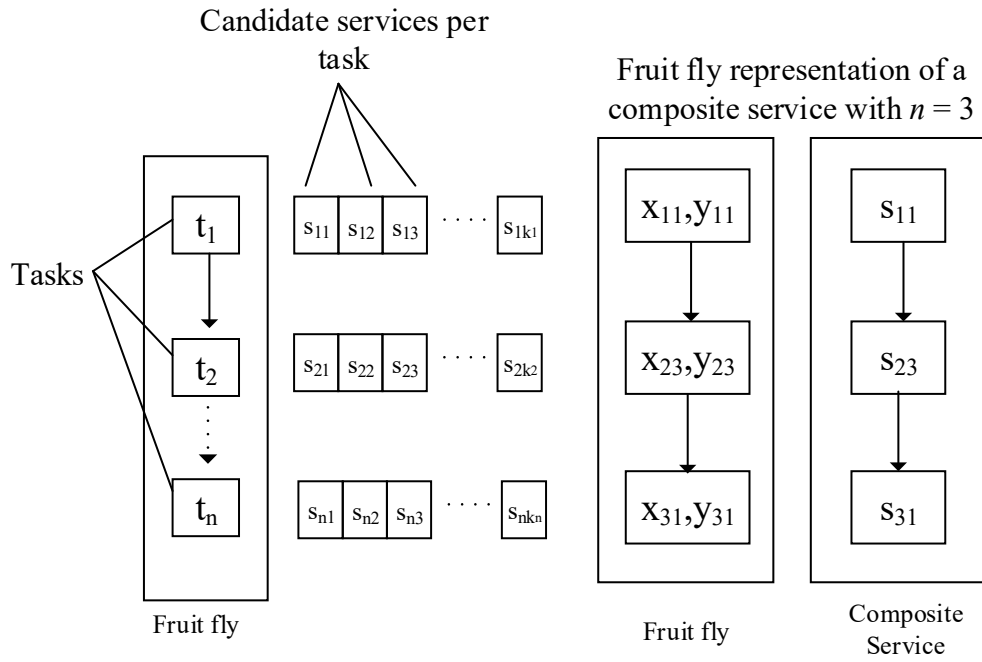 Candidate services per
task
Fruit fly representation of a
composite service with n = 3
Tasks
t₁
s₁₁ s₁₂ s₁₃ . . . . s₁ₖ₁
x₁₁,y₁₁
s₁₁
t₂
s₂₁ s₂₂ s₂₃ . . . . s₂ₖ₂
x₂₃,y₂₃
s₂₃
tₙ
sₙ₁ sₙ₂ sₙ₃ . . . . sₙₖₙ
x₃₁,y₃₁
s₃₁
Fruit fly
Fruit fly
Composite
Service